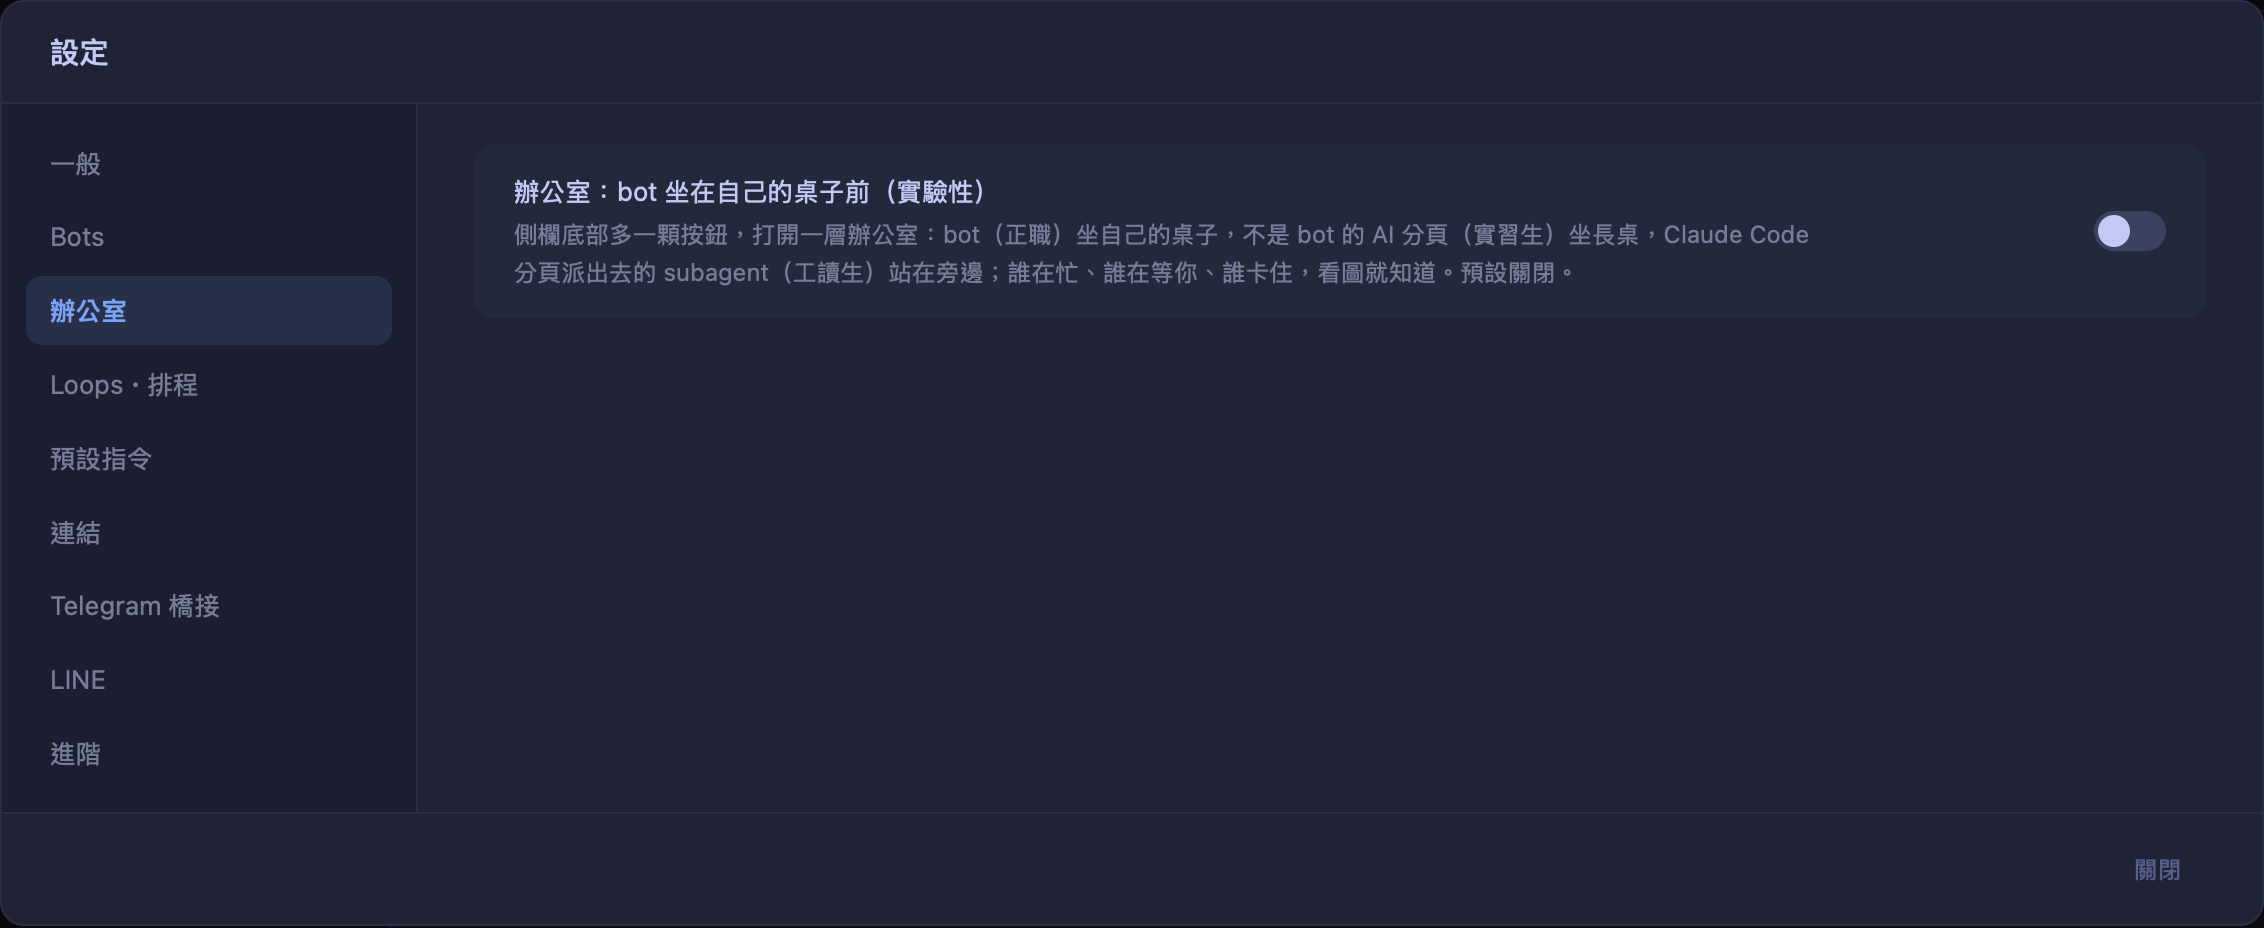 設定
一般
Bots
辦公室
Loops・排程
預設指令
連結
Telegram 橋接
LINE
進階
辦公室：bot 坐在自己的桌子前（實驗性）
側欄底部多一顆按鈕，打開一層辦公室：bot（正職）坐自己的桌子，不是 bot 的 AI 分頁（實習生）坐長桌，Claude Code
分頁派出去的 subagent（工讀生）站在旁邊；誰在忙、誰在等你、誰卡住，看圖就知道。預設關閉。
關閉